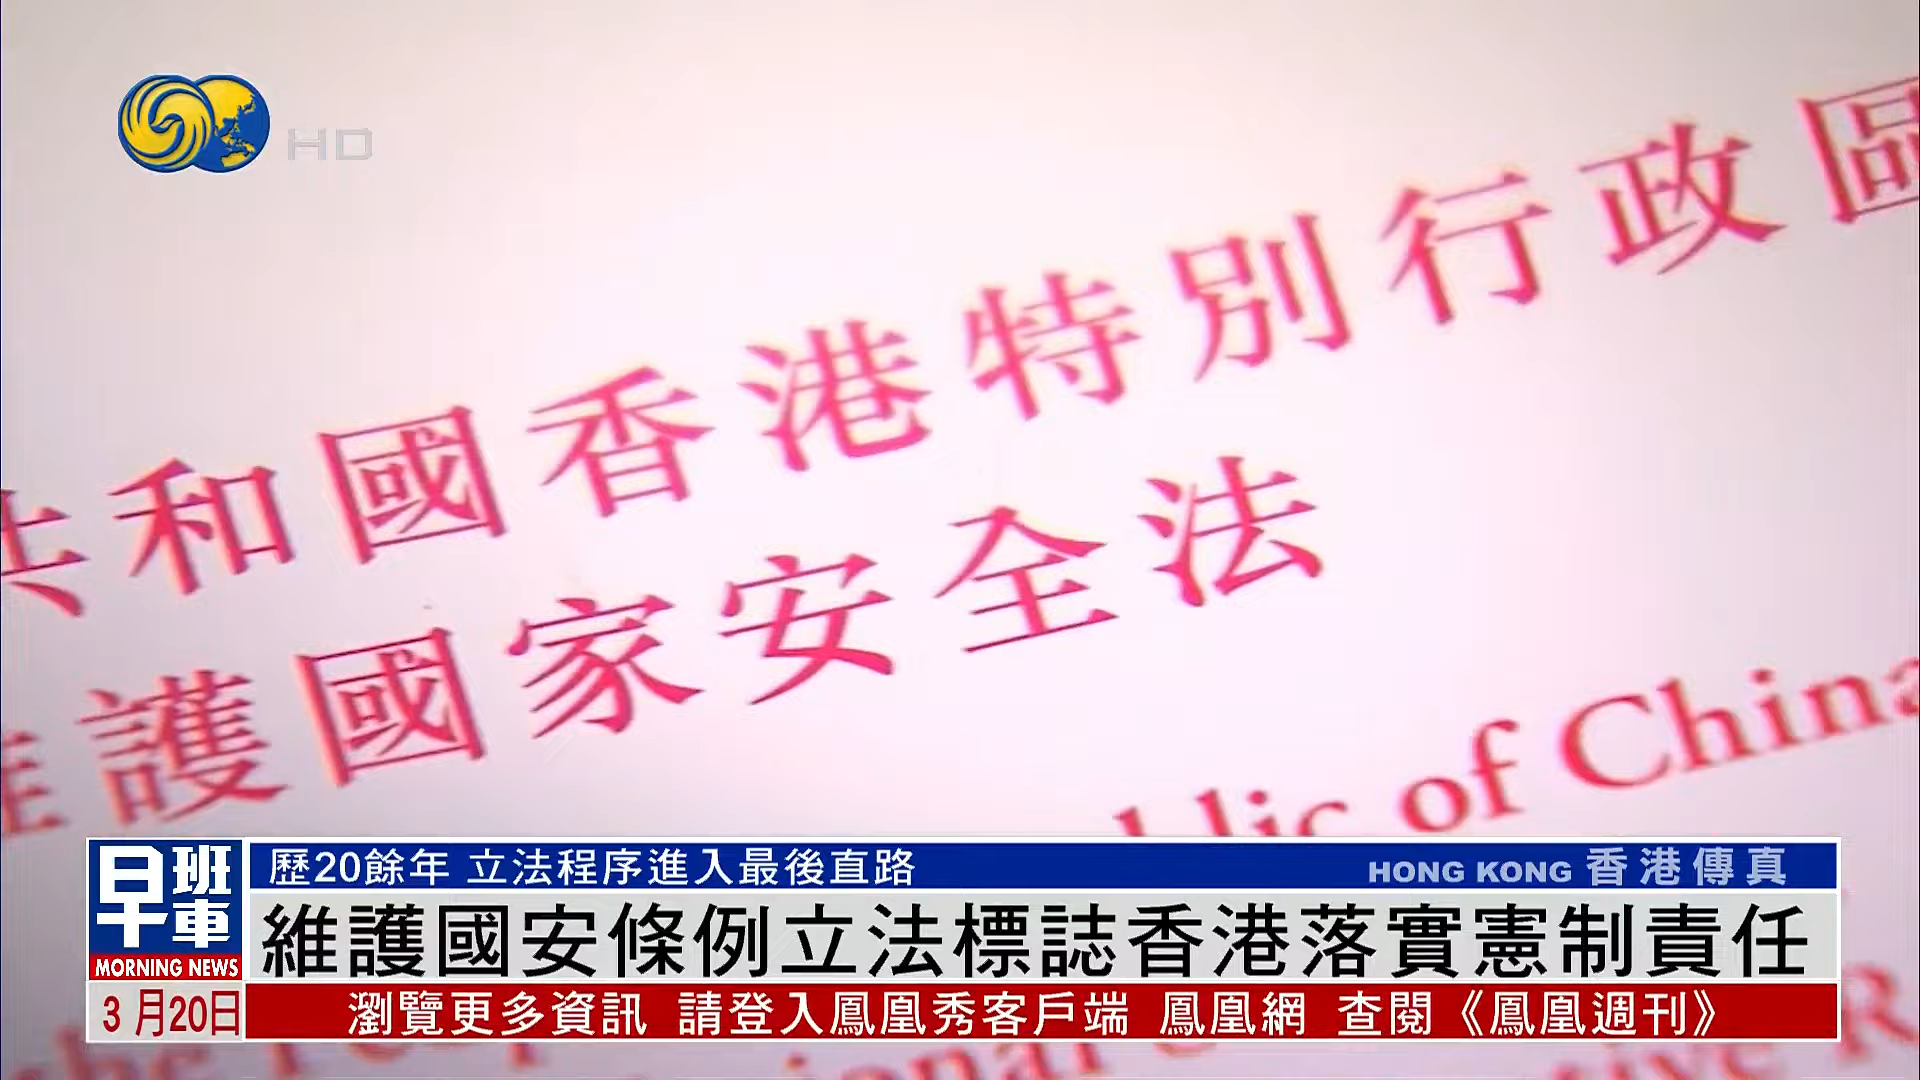 HD
共和國香港特別行政區
維護國家安全法
of China
早班車
歷20餘年 立法程序進入最後直路
HONG KONG 香港傳真
維護國安條例立法標誌香港落實憲制責任
MORNING NEWS
3月20日
瀏覽更多資訊 請登入鳳凰秀客戶端 鳳凰網 查閱《鳳凰週刊》